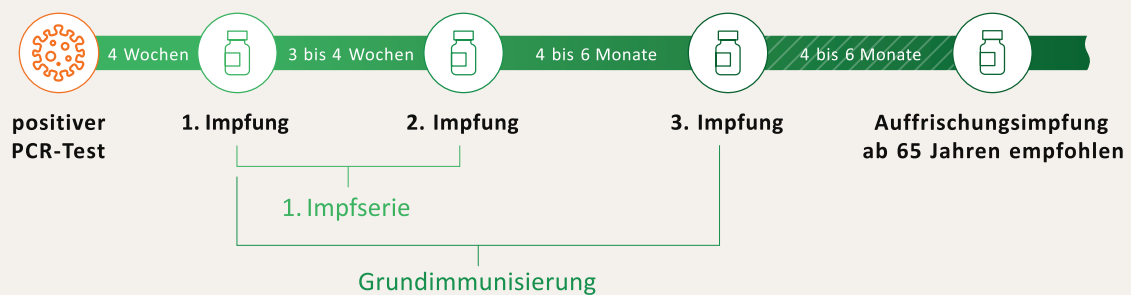 4 Wochen
3 bis 4 Wochen
4 bis 6 Monate
4 bis 6 Monate
positiver
PCR-Test
1. Impfung
2. Impfung
3. Impfung
Auffrischungsimpfung
ab 65 Jahren empfohlen
1. Impfserie
Grundimmunisierung